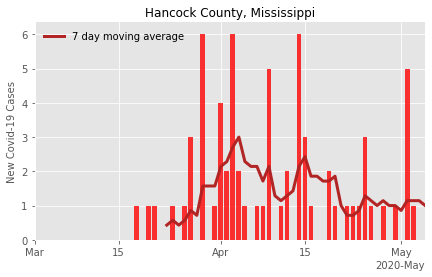 Hancock County, Mississippi
7 day moving average
New Covid-19 Cases
6
5
4
3
2
1
0
Mar
15
Apr
15
May
2020-May